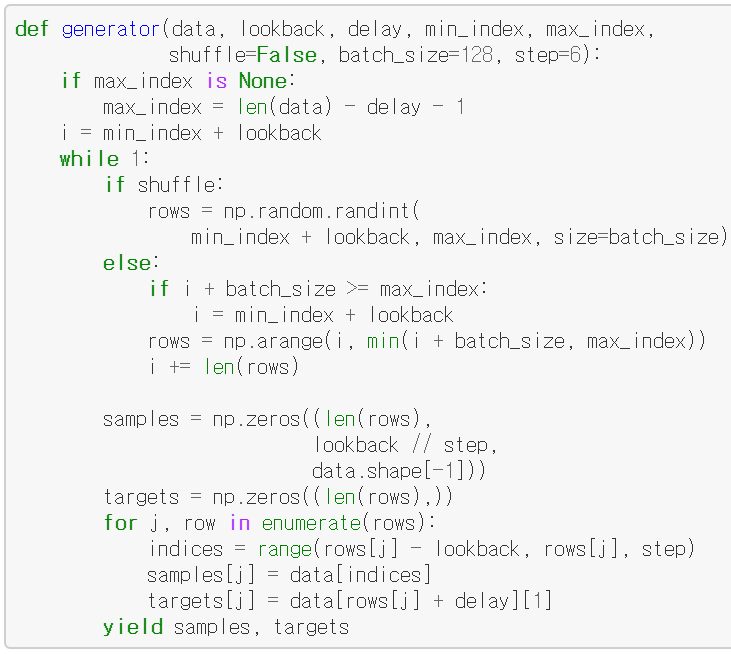 def generator(data, lookback, delay, min_index, max_index,
              shuffle=False, batch_size=128, step=6):
    if max_index is None:
        max_index = len(data) - delay - 1
    i = min_index + lookback
    while 1:
        if shuffle:
            rows = np.random.randint(
                min_index + lookback, max_index, size=batch_size)
        else:
            if i + batch_size >= max_index:
                i = min_index + lookback
            rows = np.arange(i, min(i + batch_size, max_index))
            i += len(rows)

        samples = np.zeros((len(rows),
                           lookback // step,
                           data.shape[-1]))
        targets = np.zeros((len(rows),))
        for j, row in enumerate(rows):
            indices = range(rows[j] - lookback, rows[j], step)
            samples[j] = data[indices]
            targets[j] = data[rows[j] + delay][1]
        yield samples, targets